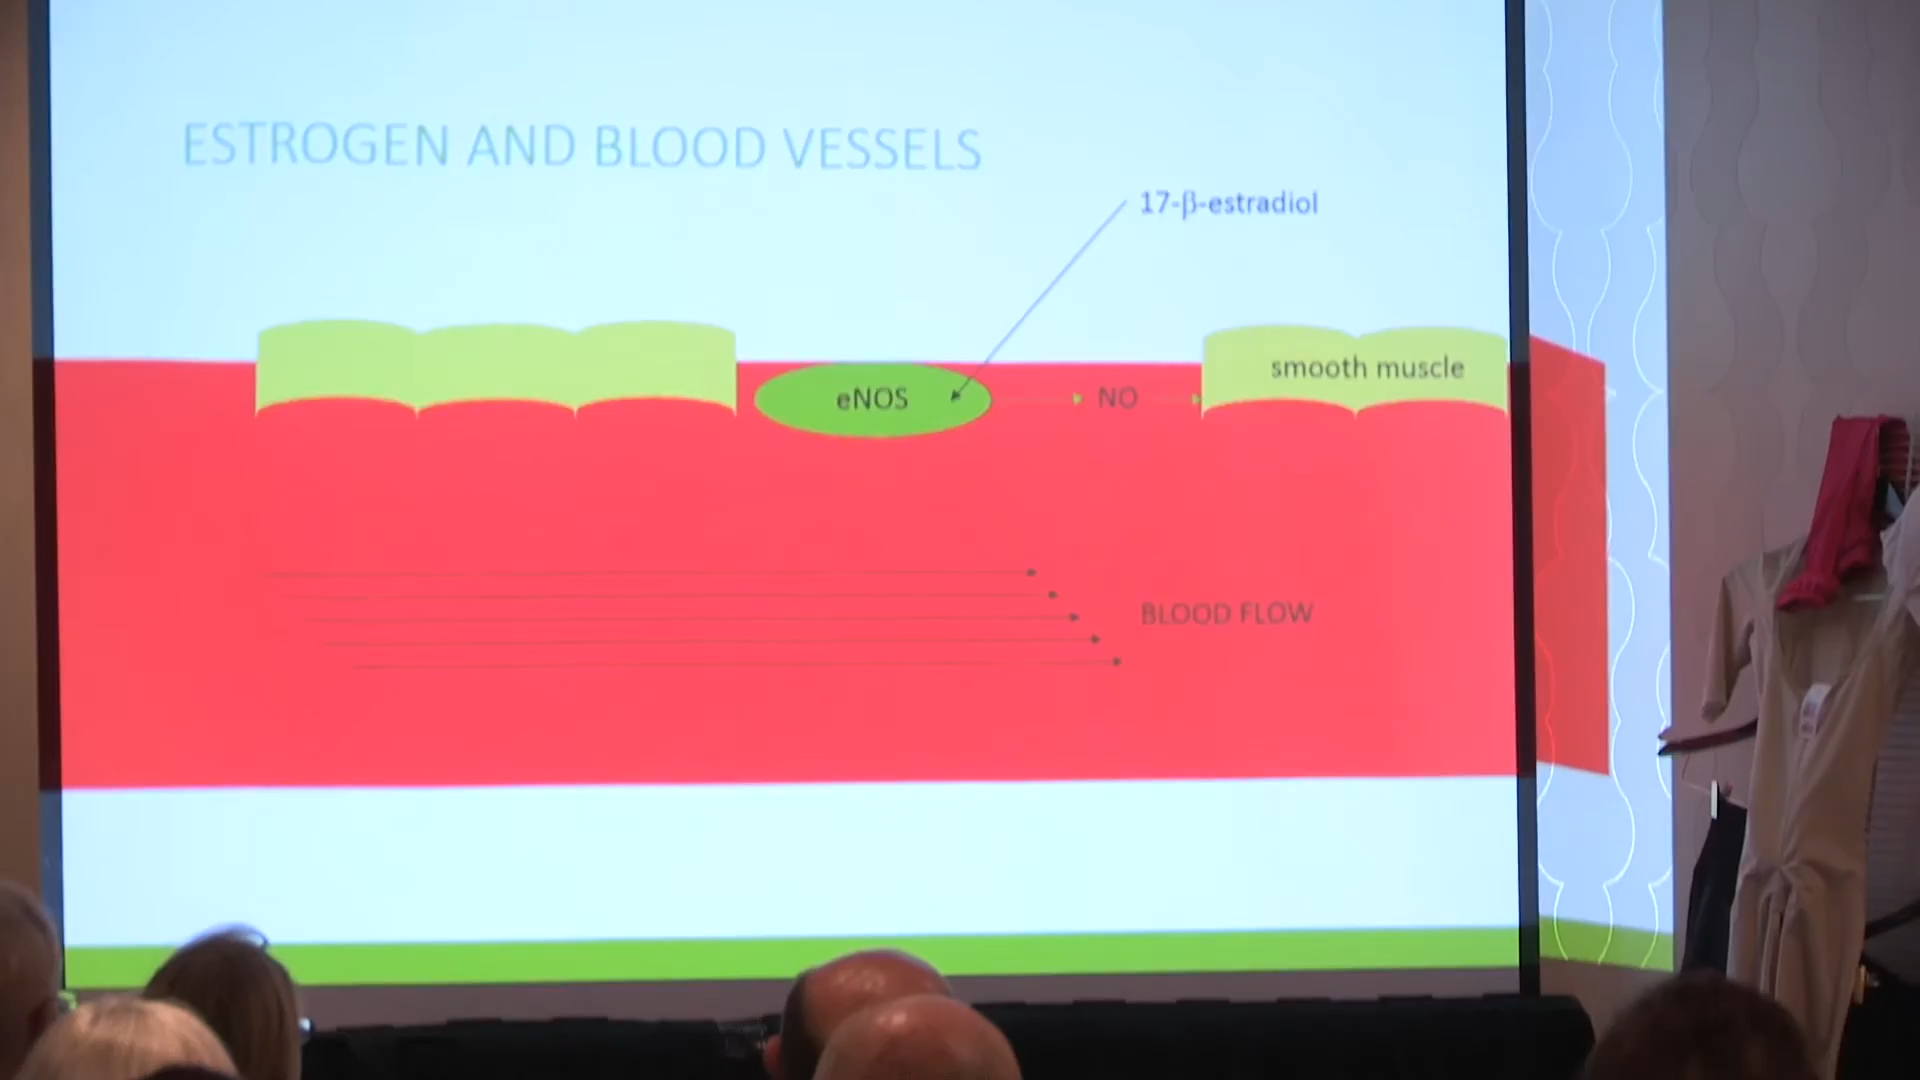 ESTROGEN AND BLOOD VESSELS
17-β-estradiol
smooth muscle
eNOS
NO
BLOOD FLOW